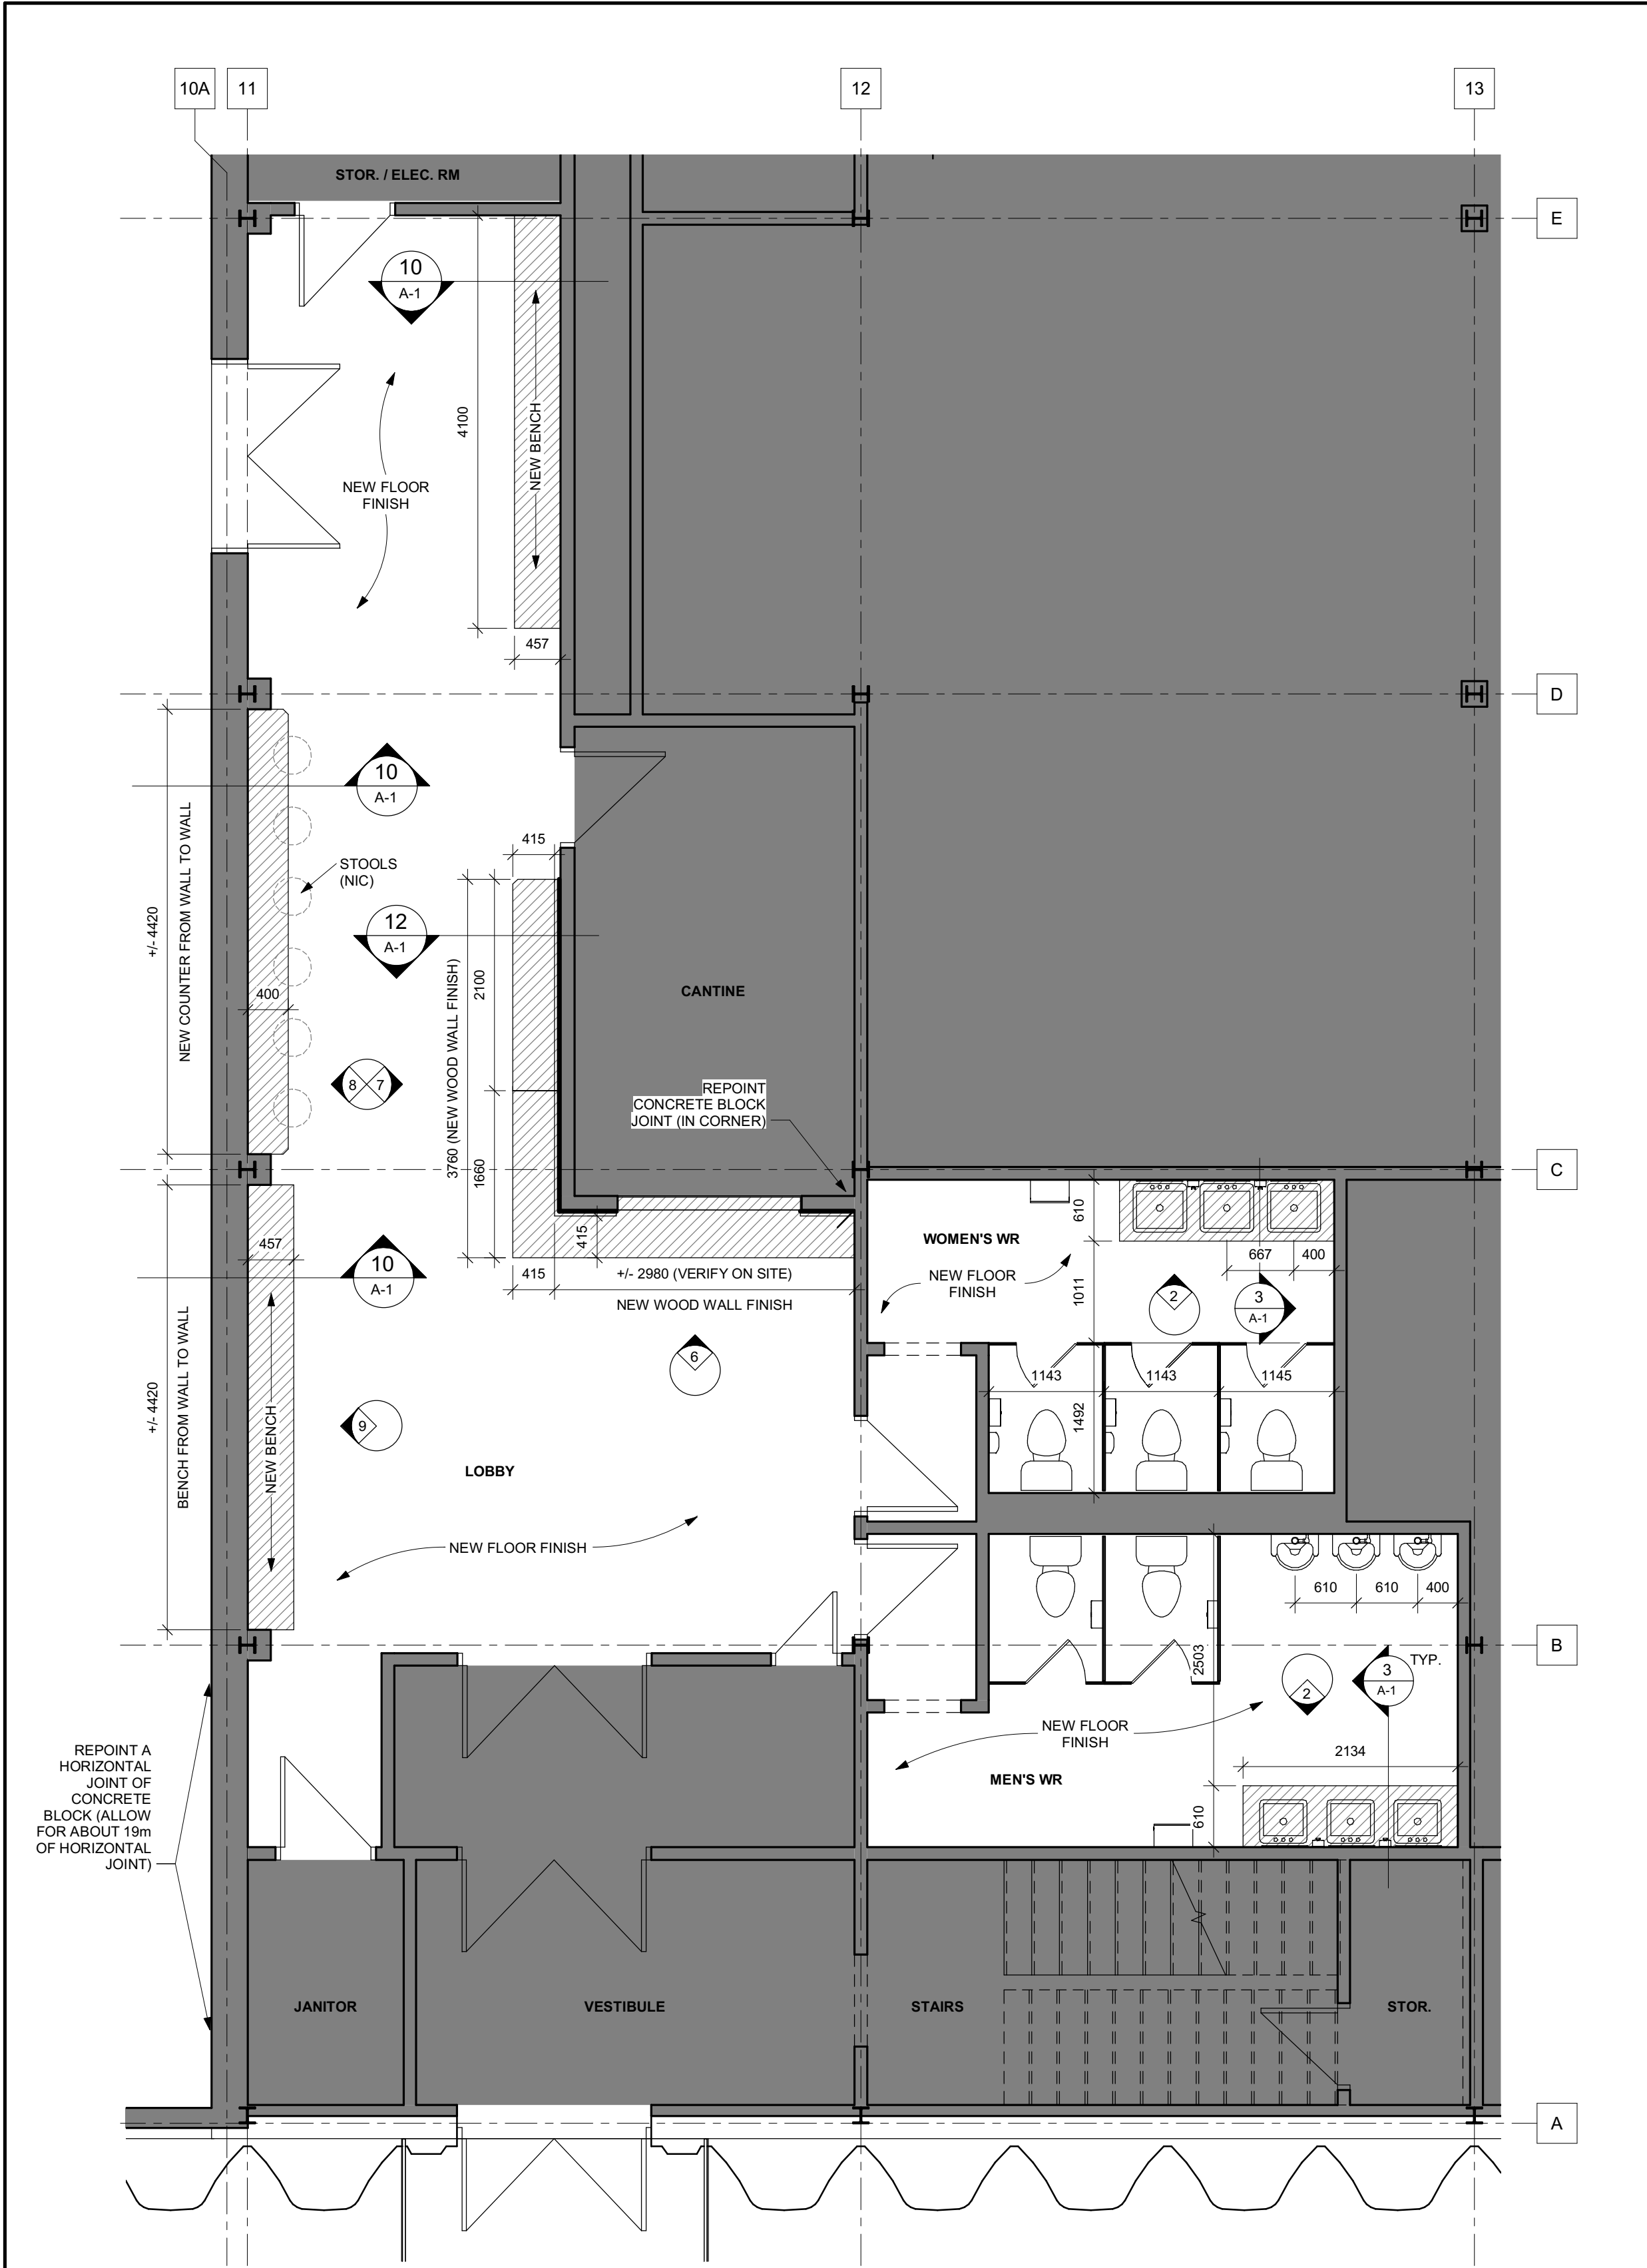 10A
11
12
13
STOR. / ELEC. RM
E
10
A-1
4100
NEW BENCH
NEW FLOOR
FINISH
457
D
10
A-1
NEW COUNTER FROM WALL TO WALL
+/- 4420
STOOLS
(NIC)
415
12
A-1
400
3760 (NEW WOOD WALL FINISH)
2100
1660
CANTINE
8
7
REPOINT
CONCRETE BLOCK
JOINT (IN CORNER)
C
610
WOMEN'S WR
457
10
A-1
415
415
+/- 2980 (VERIFY ON SITE)
NEW WOOD WALL FINISH
NEW FLOOR
FINISH
667
400
1011
2
3
A-1
BENCH FROM WALL TO WALL
+/- 4420
NEW BENCH
6
9
1143
1143
1145
1492
LOBBY
NEW FLOOR FINISH
610
610
400
B
2503
TYP.
3
A-1
2
NEW FLOOR
FINISH
2134
MEN'S WR
610
REPOINT A
HORIZONTAL
JOINT OF
CONCRETE
BLOCK (ALLOW
FOR ABOUT 19m
OF HORIZONTAL
JOINT)
JANITOR
VESTIBULE
STAIRS
STOR.
A